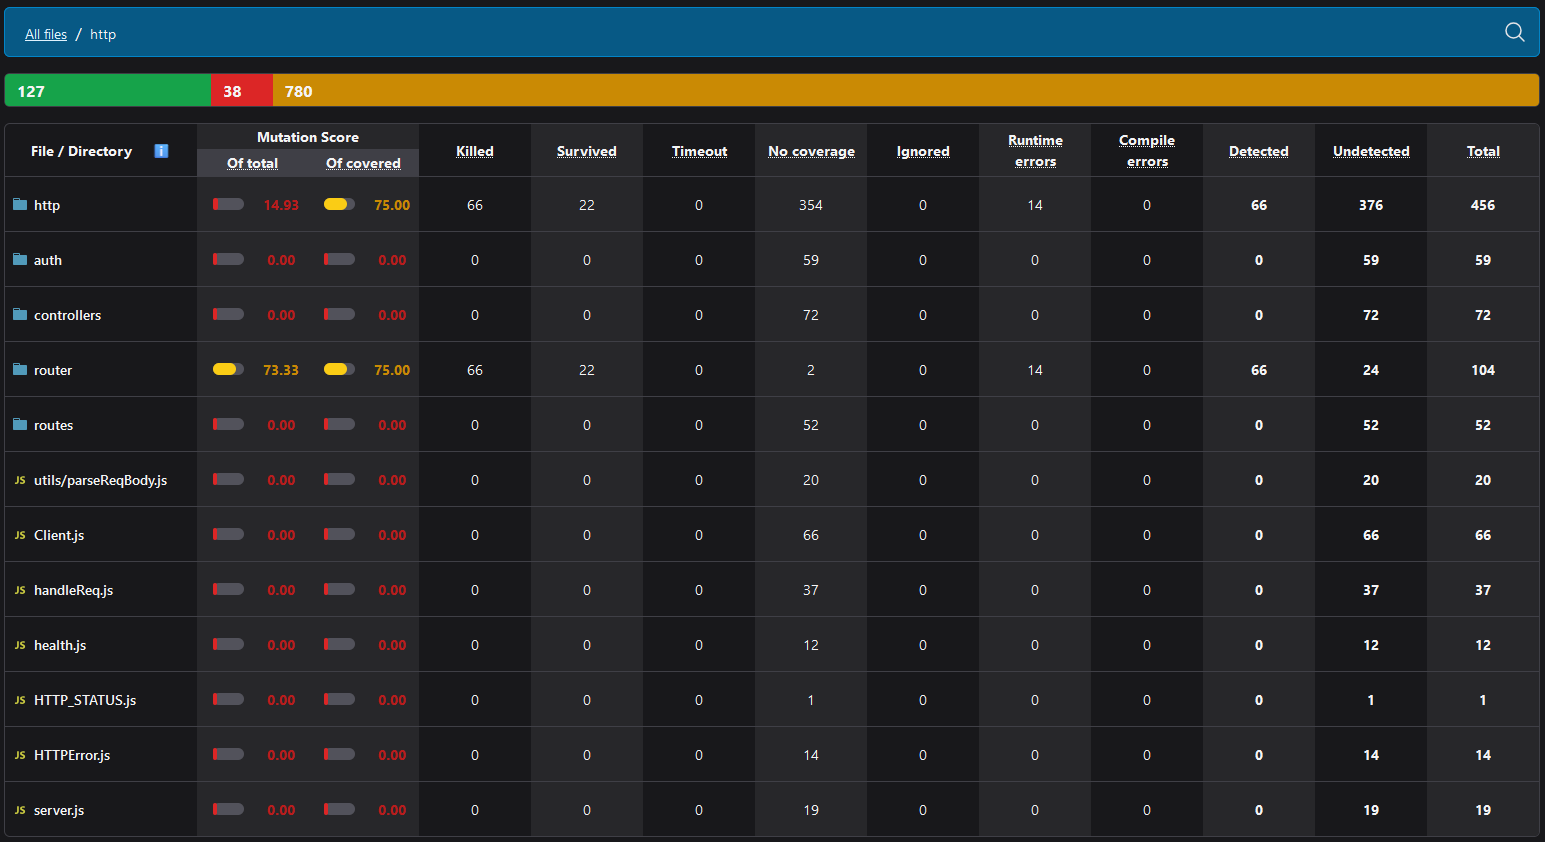 All files / http
127 38 780
File / Directory ℹ Mutation Score Of total Of covered Killed Survived Timeout No coverage Ignored Runtime errors Compile errors Detected Undetected Total
http 14.93 75.00 66 22 0 354 0 14 0 66 376 456
auth 0.00 0.00 0 0 0 59 0 0 0 0 59 59
controllers 0.00 0.00 0 0 0 72 0 0 0 0 72 72
router 73.33 75.00 66 22 0 2 0 14 0 66 24 104
routes 0.00 0.00 0 0 0 52 0 0 0 0 52 52
JS utils/parseReqBody.js 0.00 0.00 0 0 0 20 0 0 0 0 20 20
JS Client.js 0.00 0.00 0 0 0 66 0 0 0 0 66 66
JS handleReq.js 0.00 0.00 0 0 0 37 0 0 0 0 37 37
JS health.js 0.00 0.00 0 0 0 12 0 0 0 0 12 12
JS HTTP_STATUS.js 0.00 0.00 0 0 0 1 0 0 0 0 1 1
JS HTTPError.js 0.00 0.00 0 0 0 14 0 0 0 0 14 14
JS server.js 0.00 0.00 0 0 0 19 0 0 0 0 19 19